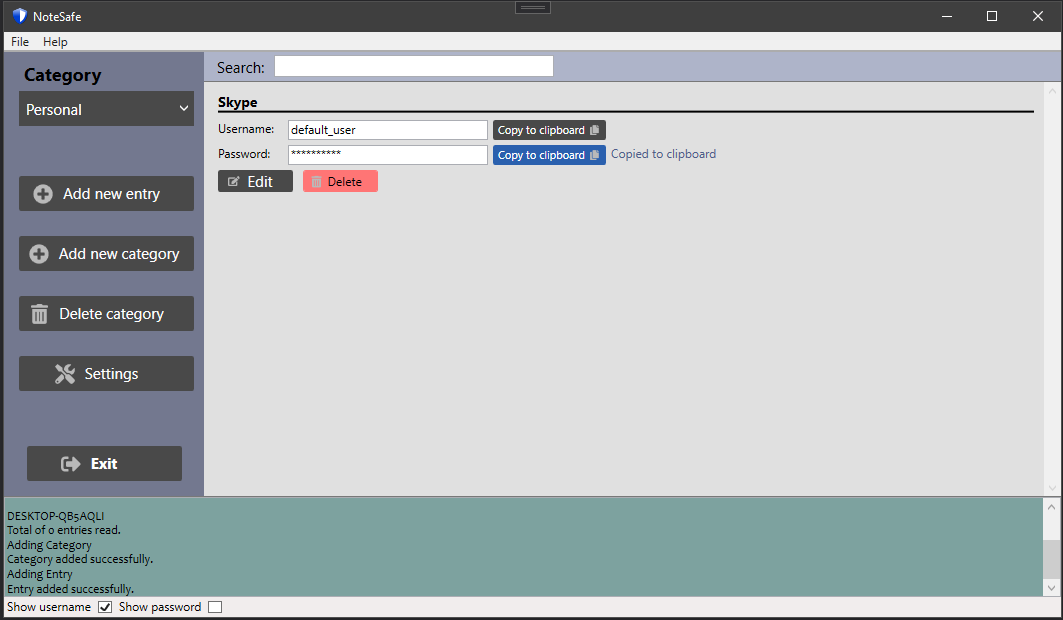 NoteSafe
File Help
Category
Search:
Personal
Skype
Username: default_user Copy to clipboard
Password: ********** Copy to clipboard Copied to clipboard
Edit Delete
Add new entry
Add new category
Delete category
Settings
Exit
DESKTOP-QB5AQLI
Total of 0 entries read.
Adding Category
Category added successfully.
Adding Entry
Entry added successfully.
Show username Show password